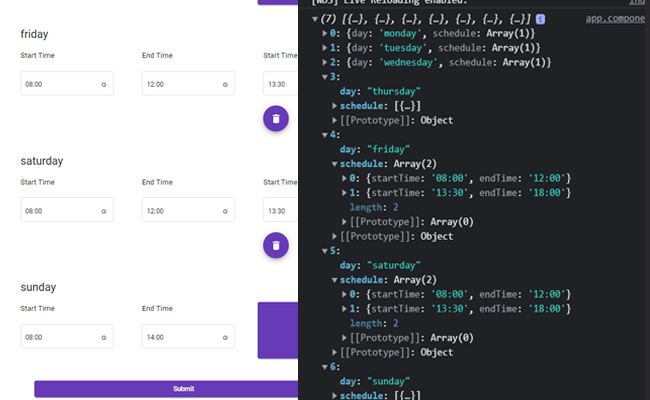 friday
Start Time End Time Start Time
08:00 12:00 13:30
saturday
Start Time End Time Start Time
08:00 12:00 13:30
sunday
Start Time End Time
08:00 14:00
Submit
[WDS] Live Reloading enabled.
(7) [{…}, {…}, {…}, {…}, {…}, {…}, {…}] i app.compone
0: {day: 'monday', schedule: Array(1)}
1: {day: 'tuesday', schedule: Array(1)}
2: {day: 'wednesday', schedule: Array(1)}
3:
day: "thursday"
schedule: [{…}]
[[Prototype]]: Object
4:
day: "friday"
schedule: Array(2)
0: {startTime: '08:00', endTime: '12:00'}
1: {startTime: '13:30', endTime: '18:00'}
length: 2
[[Prototype]]: Array(0)
[[Prototype]]: Object
5:
day: "saturday"
schedule: Array(2)
0: {startTime: '08:00', endTime: '12:00'}
1: {startTime: '13:30', endTime: '18:00'}
length: 2
[[Prototype]]: Array(0)
[[Prototype]]: Object
6:
day: "sunday"
schedule: [{…}]